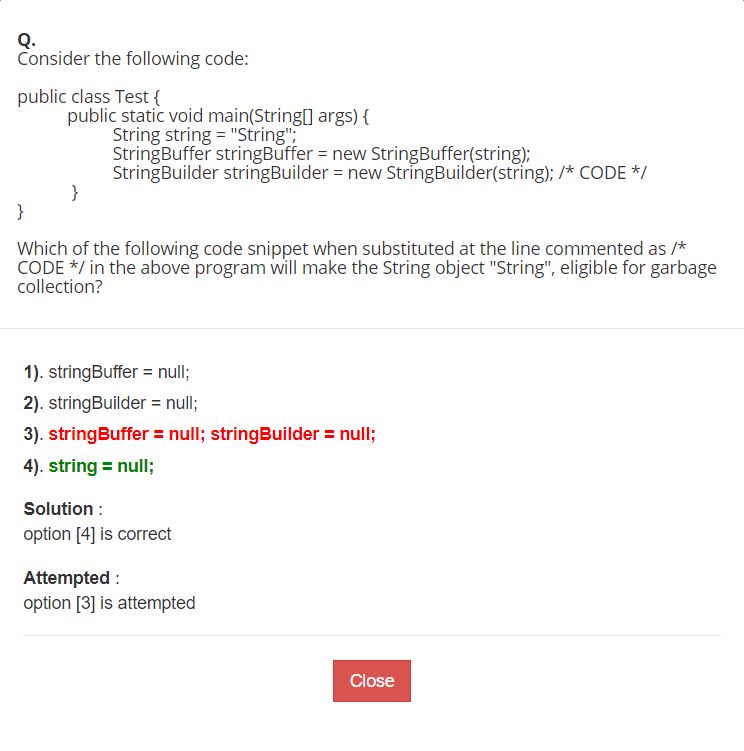 Q.
Consider the following code:
public class Test {
public static void main(String[] args) {
String string = "String";
StringBuffer stringBuffer = new StringBuffer(string);
StringBuilder stringBuilder = new StringBuilder(string); /* CODE */
}
}
Which of the following code snippet when substituted at the line commented as /*
CODE */ in the above program will make the String object "String", eligible for garbage
collection?
1). stringBuffer = null;
2). stringBuilder = null;
3). stringBuffer = null; stringBuilder = null;
4). string = null;
Solution :
option [4] is correct
Attempted :
option [3] is attempted
Close